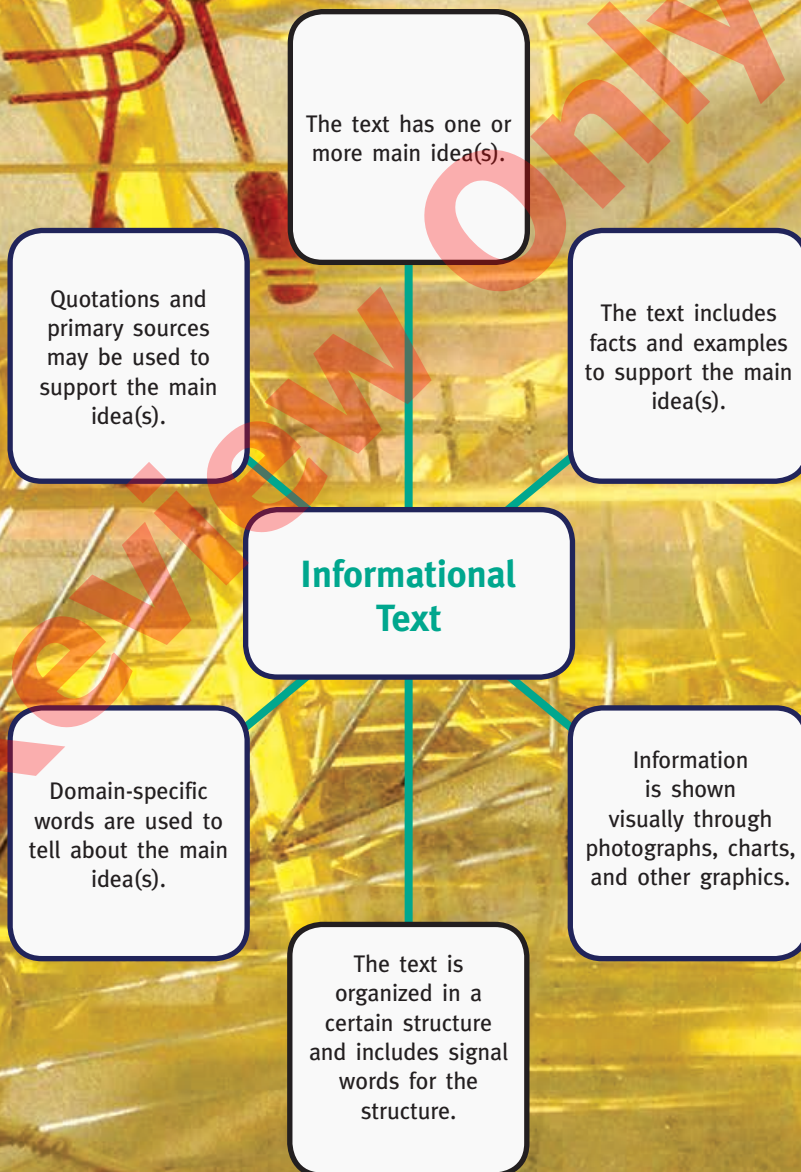 The text has one or
more main idea(s).
Quotations and
primary sources
may be used to
support the main
idea(s).
The text includes
facts and examples
to support the main
idea(s).
Informational
Text
Domain-specific
words are used to
tell about the main
idea(s).
Information
is shown
visually through
photographs, charts,
and other graphics.
The text is
organized in a
certain structure
and includes signal
words for the
structure.
Review Only